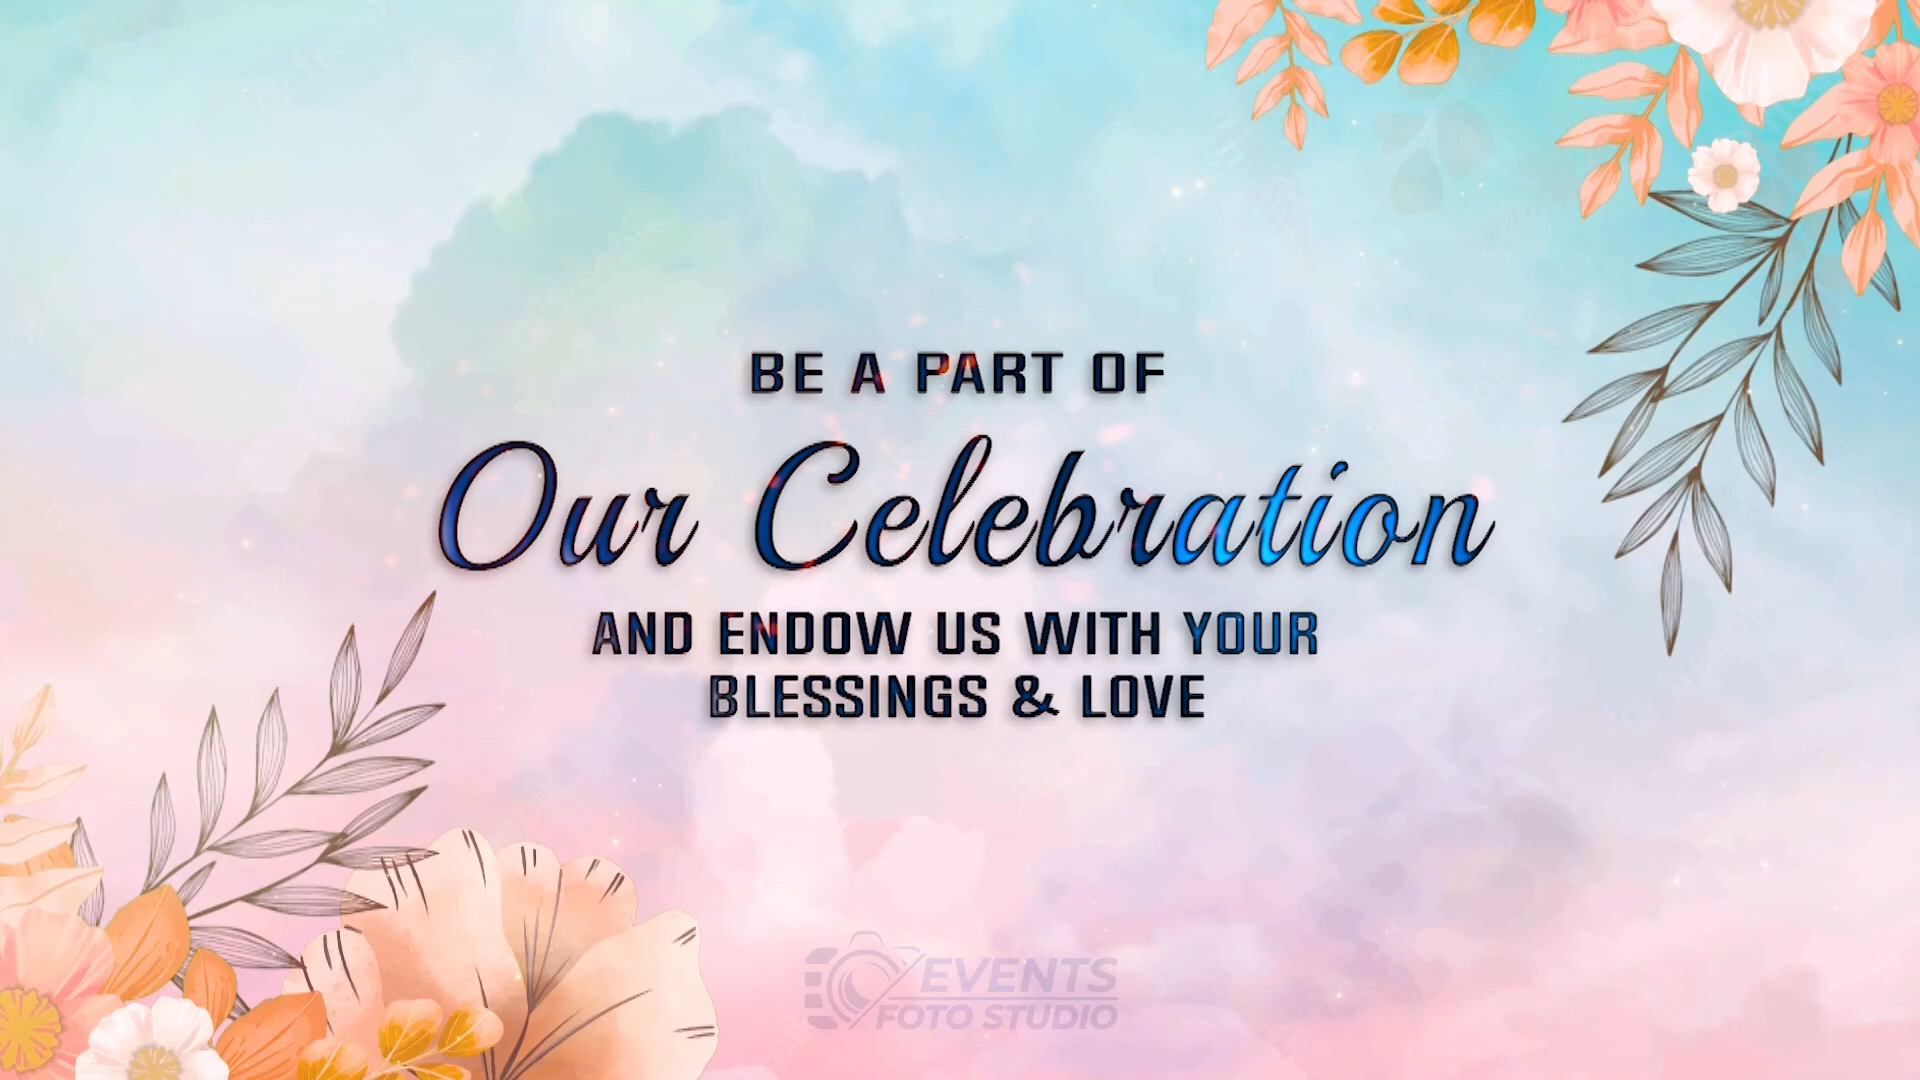 BE A PART OF
Our Celebration
AND ENDOW US WITH YOUR
BLESSINGS & LOVE
EVENTS
FOTO STUDIO